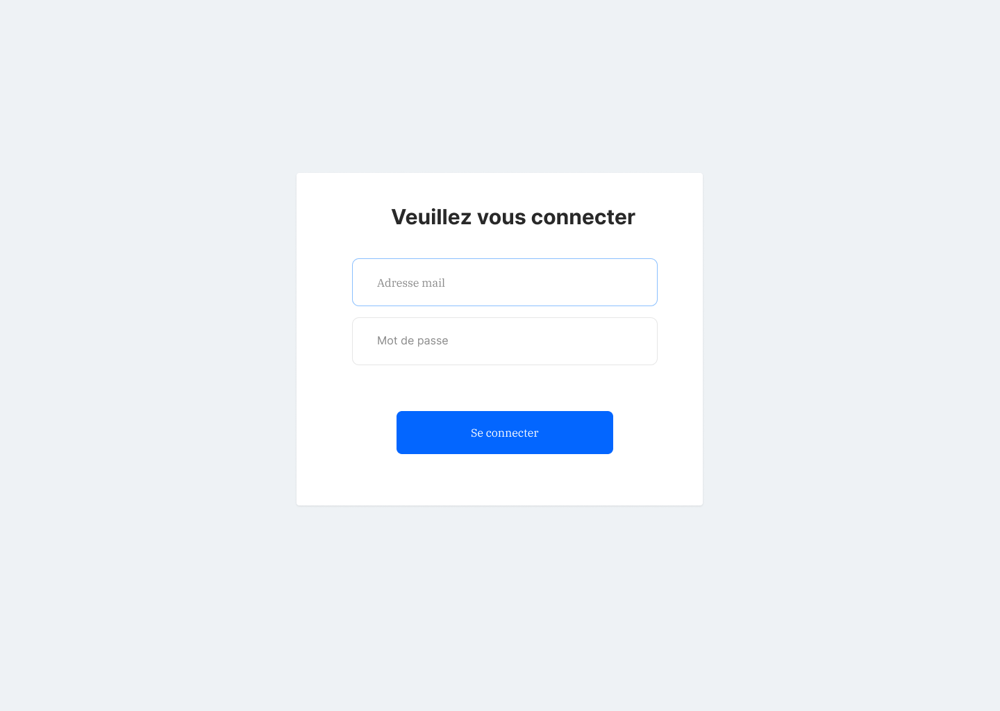 Veuillez vous connecter
Adresse mail
Mot de passe
Se connecter